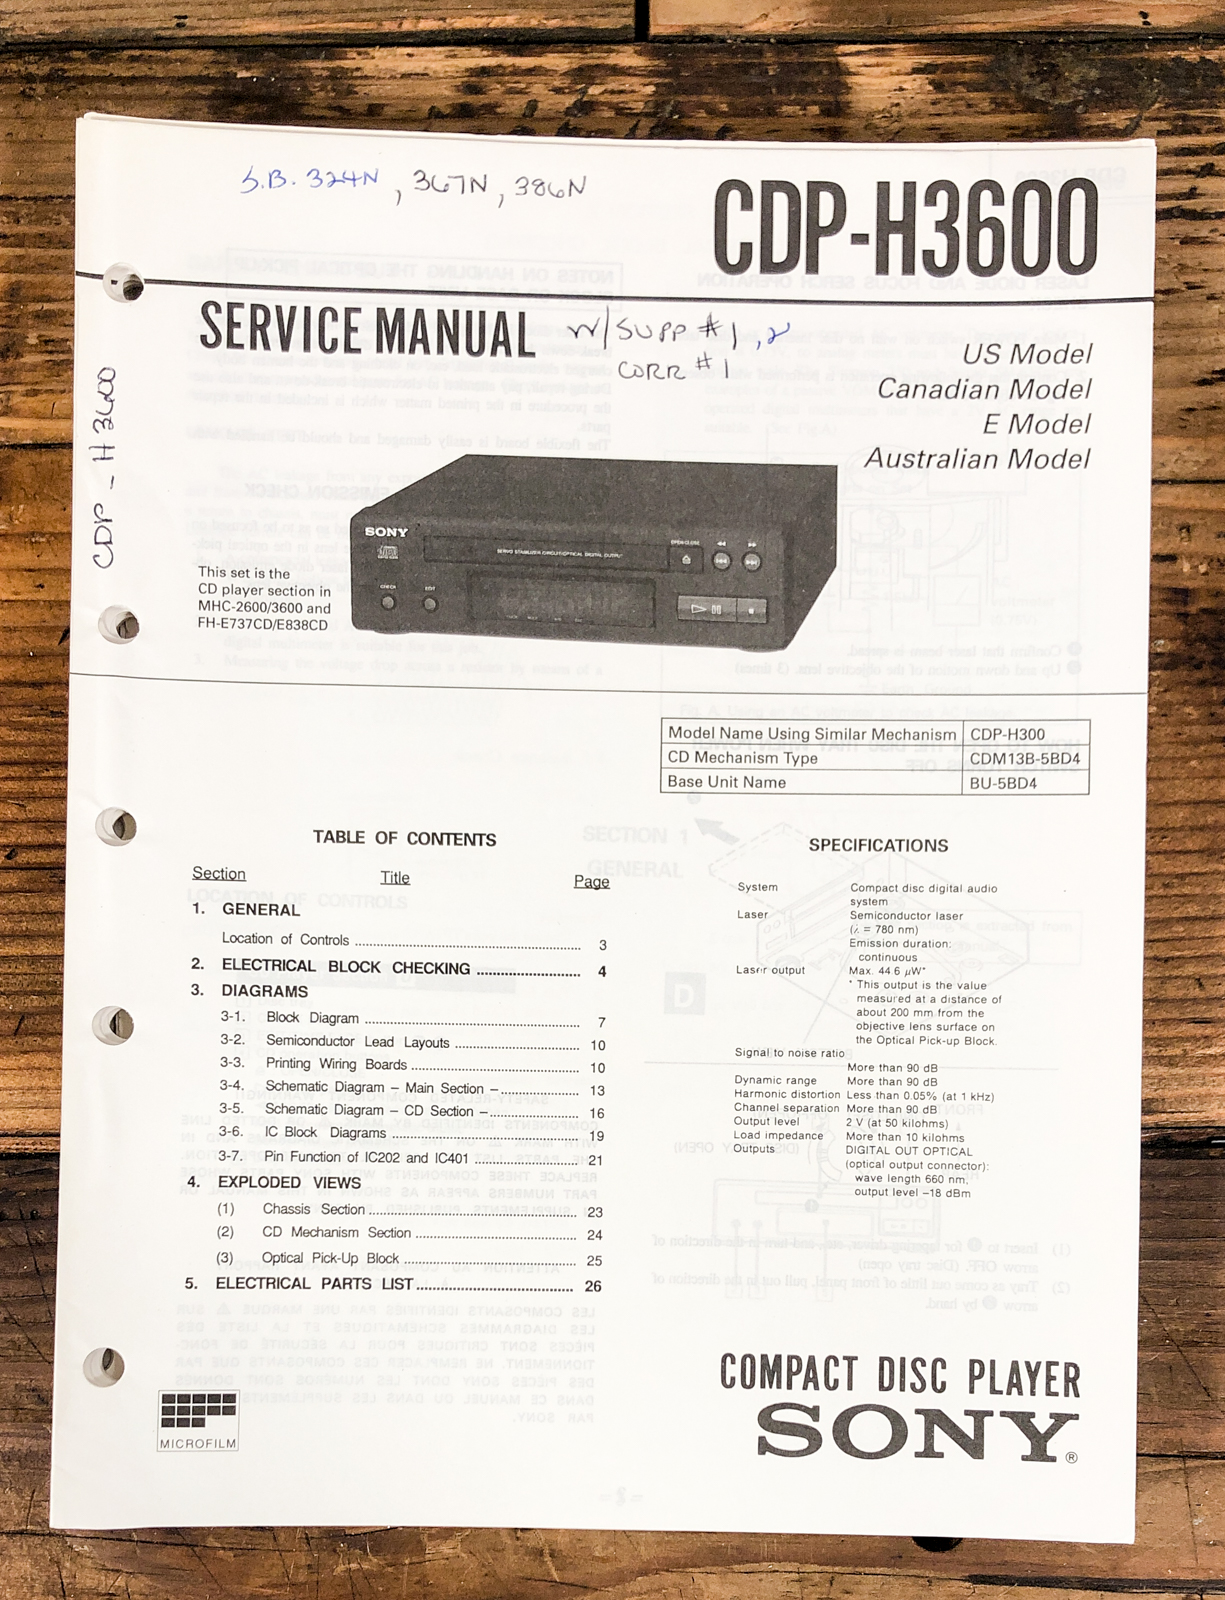 S.B. 324N, 367N, 386N
CDP-H3600
CDP-H3600
SERVICE MANUAL
W/SUPP #1,2
CORR #1
US Model
Canadian Model
E Model
Australian Model
SONY
SERVO STABILIZER CIRCUIT/OPTICAL DIGITAL OUTPUT
OPEN/CLOSE
CHECK
EDIT
This set is the
CD player section in
MHC-2600/3600 and
FH-E737CD/E838CD
Model Name Using Similar Mechanism CDP-H300
CD Mechanism Type CDM13B-5BD4
Base Unit Name BU-5BD4
TABLE OF CONTENTS
Section Title Page
1. GENERAL
Location of Controls ........ 3
2. ELECTRICAL BLOCK CHECKING ........ 4
3. DIAGRAMS
3-1. Block Diagram ........ 7
3-2. Semiconductor Lead Layouts ........ 10
3-3. Printing Wiring Boards ........ 10
3-4. Schematic Diagram – Main Section – ........ 13
3-5. Schematic Diagram – CD Section – ........ 16
3-6. IC Block Diagrams ........ 19
3-7. Pin Function of IC202 and IC401 ........ 21
4. EXPLODED VIEWS
(1) Chassis Section ........ 23
(2) CD Mechanism Section ........ 24
(3) Optical Pick-Up Block ........ 25
5. ELECTRICAL PARTS LIST ........ 26
SPECIFICATIONS
System Compact disc digital audio
system
Laser Semiconductor laser
(λ = 780 nm)
Emission duration:
continuous
Laser output Max. 44.6 μW*
* This output is the value
measured at a distance of
about 200 mm from the
objective lens surface on
the Optical Pick-up Block.
Signal to noise ratio
More than 90 dB
Dynamic range More than 90 dB
Harmonic distortion Less than 0.05% (at 1 kHz)
Channel separation More than 90 dB
Output level 2 V (at 50 kilohms)
Load impedance More than 10 kilohms
Outputs DIGITAL OUT OPTICAL
(optical output connector):
wave length 660 nm,
output level –18 dBm
MICROFILM
COMPACT DISC PLAYER
SONY®